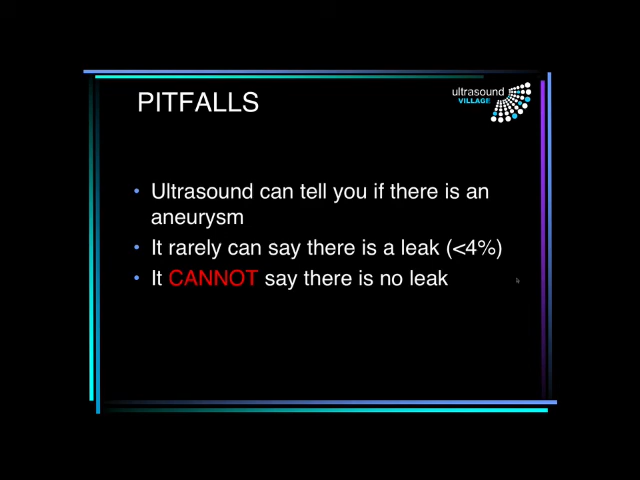 PITFALLS
ultrasound
VILLAGE
• Ultrasound can tell you if there is an
aneurysm
• It rarely can say there is a leak (<4%)
• It CANNOT say there is no leak